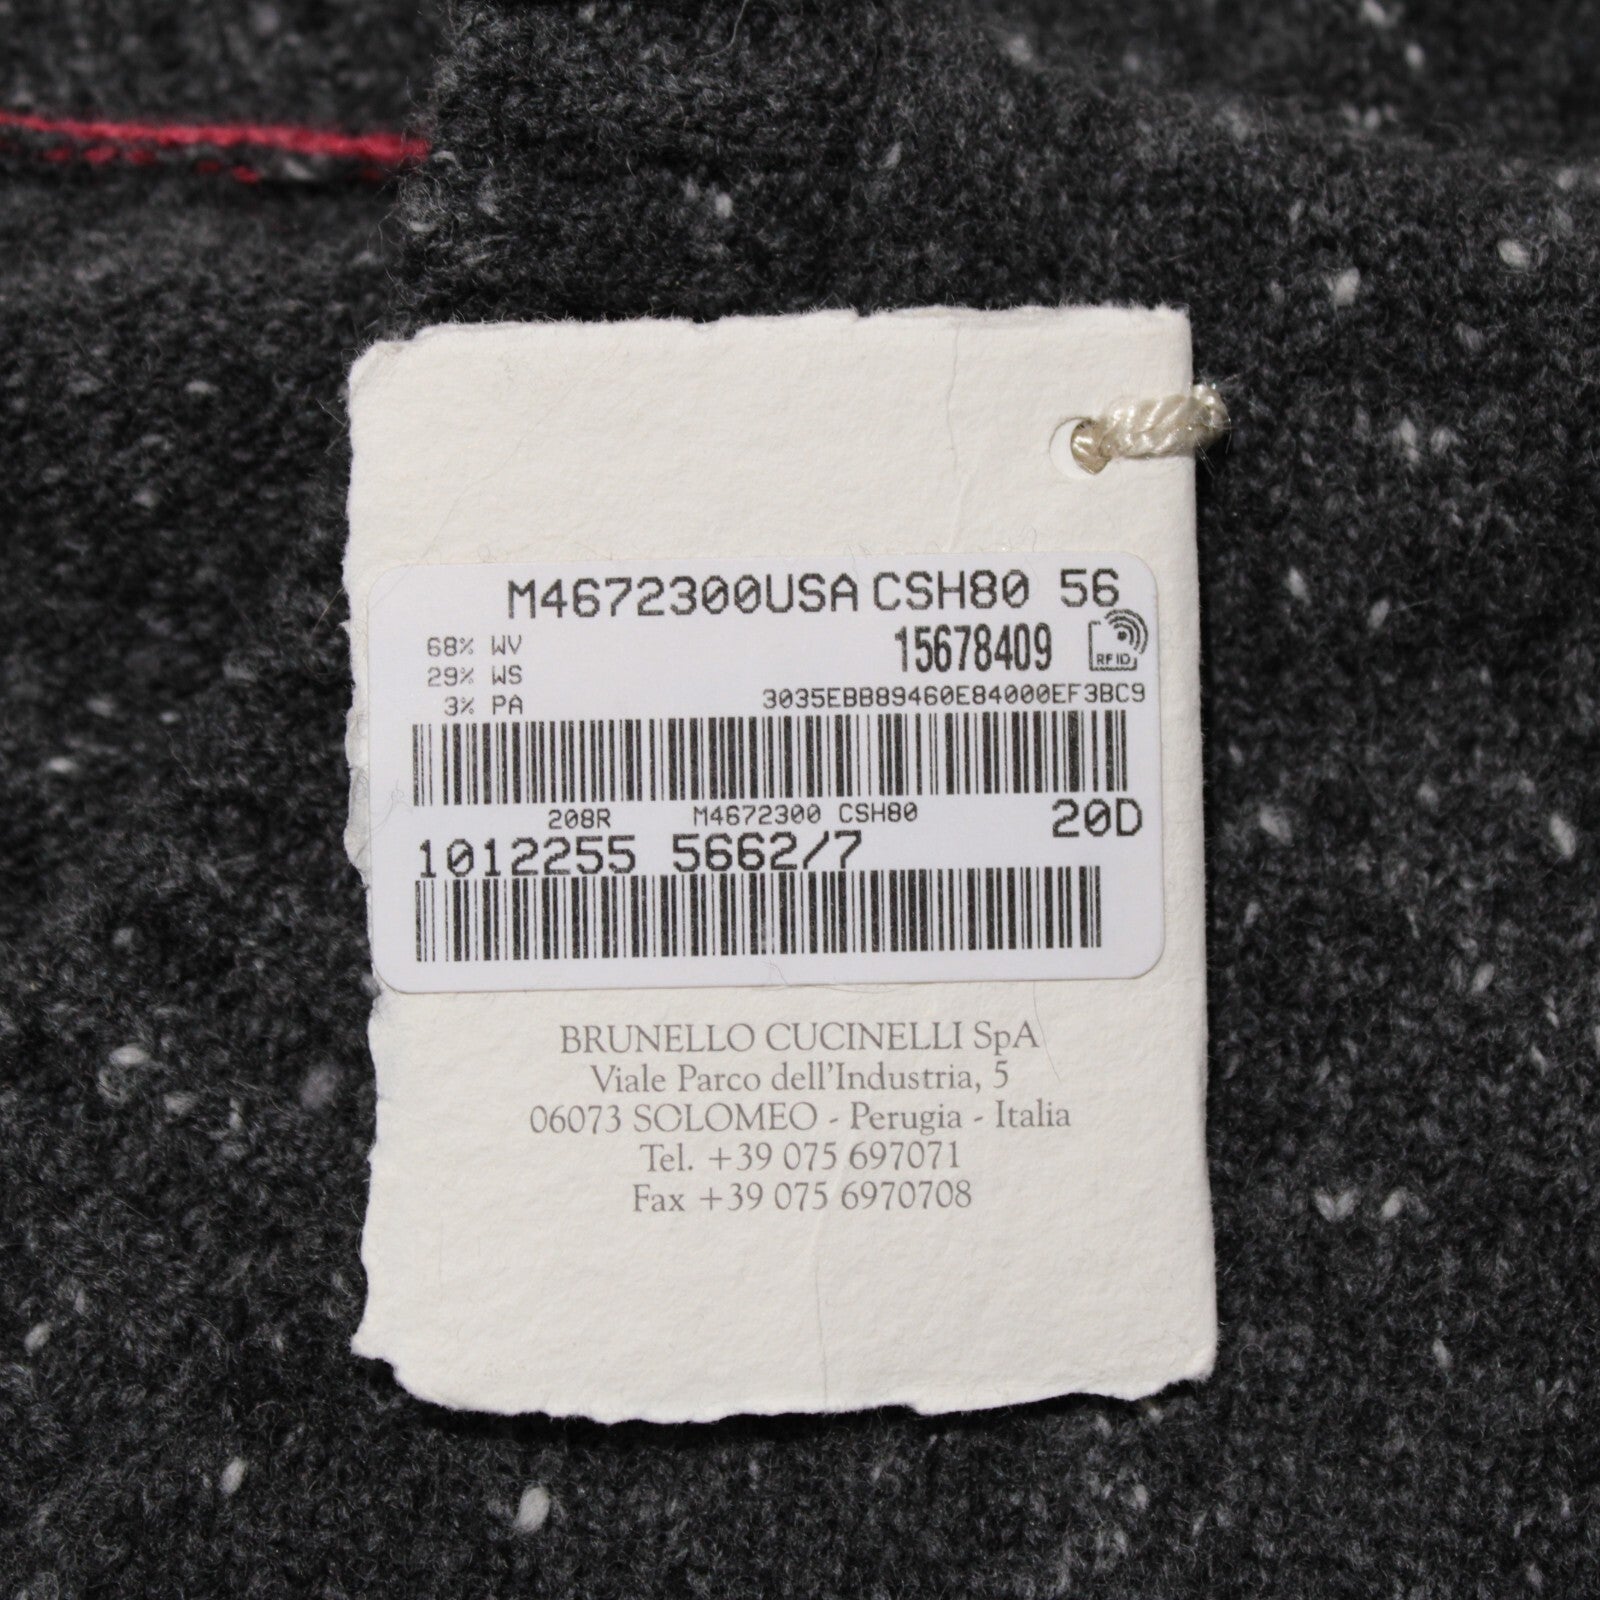 M4672300USA CSH80 56
68% WV
29% WS
3% PA
15678409
RFID
3035EBB89460E84000EF3BC9
208R M4672300 CSH80 20D
1012255 5662/7
BRUNELLO CUCINELLI SpA
Viale Parco dell'Industria, 5
06073 SOLOMEO - Perugia - Italia
Tel. +39 075 697071
Fax +39 075 6970708